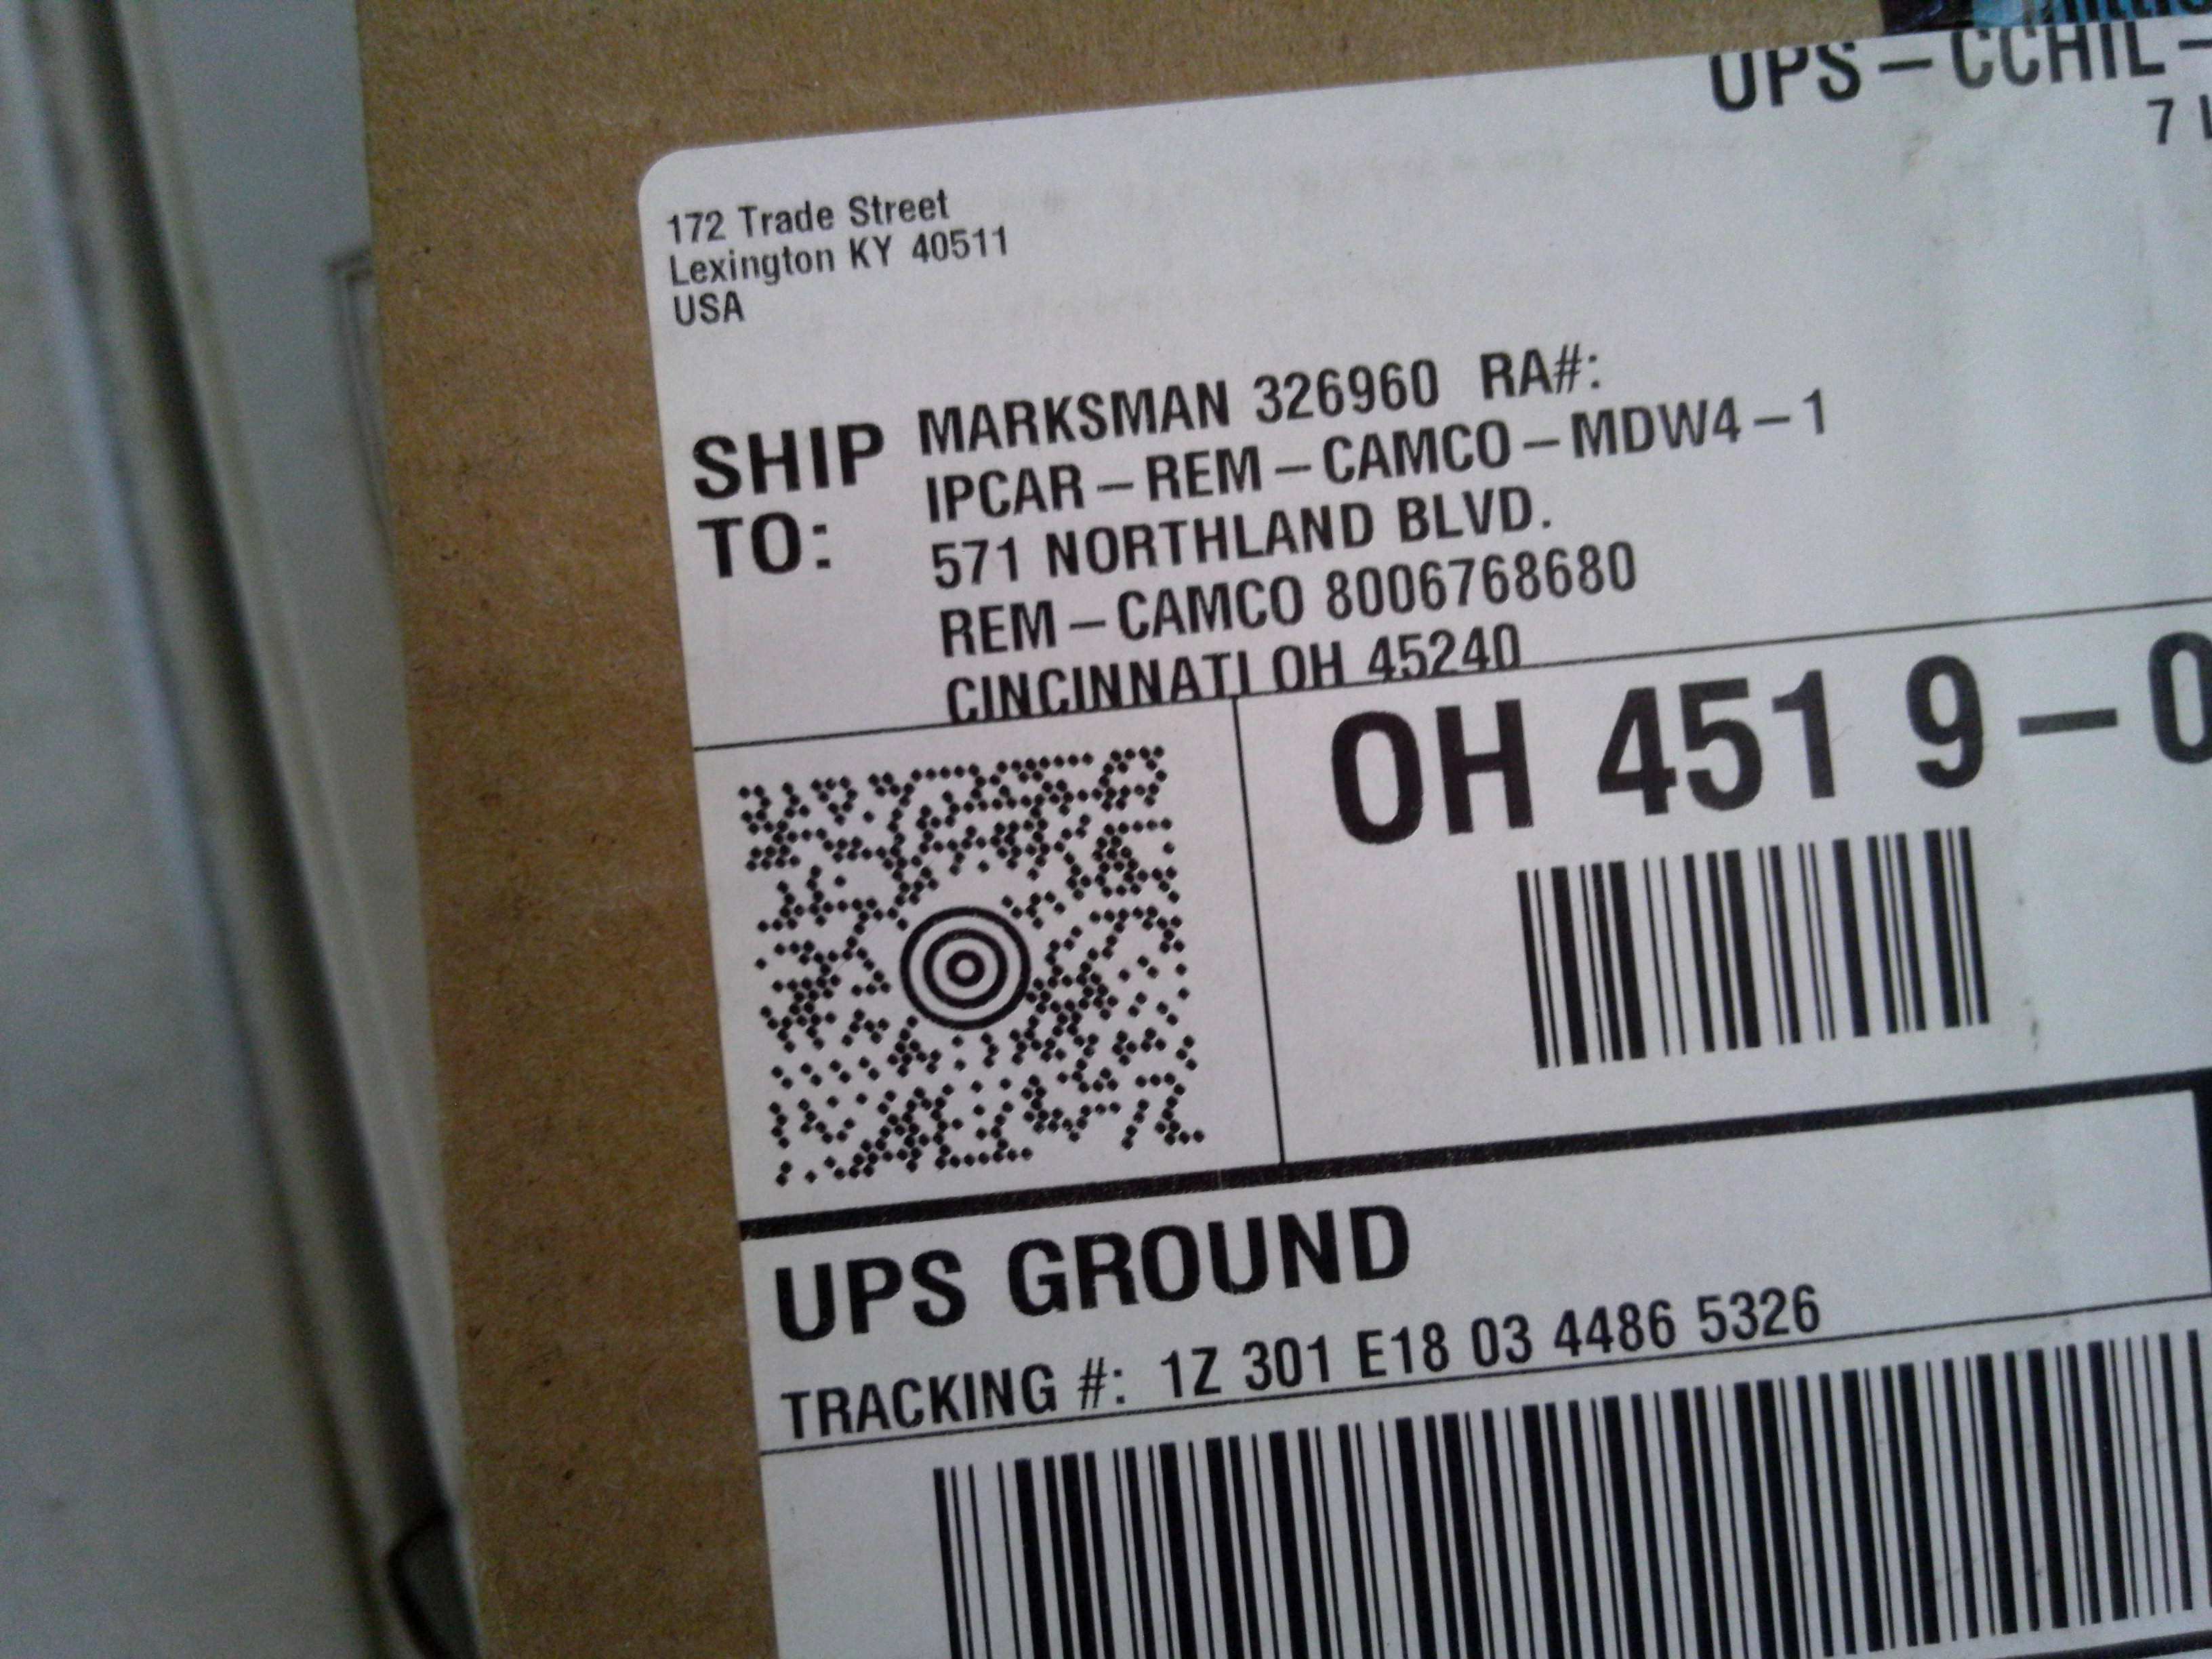 UPS-CCHIL-
7
172 Trade Street
Lexington KY 40511
USA
SHIP TO:
MARKSMAN 326960 RA#:
IPCAR-REM-CAMCO-MDW4-1
571 NORTHLAND BLVD.
REM-CAMCO 8006768680
CINCINNATI OH 45240
OH 451 9-0
UPS GROUND
TRACKING #: 1Z 301 E18 03 4486 5326